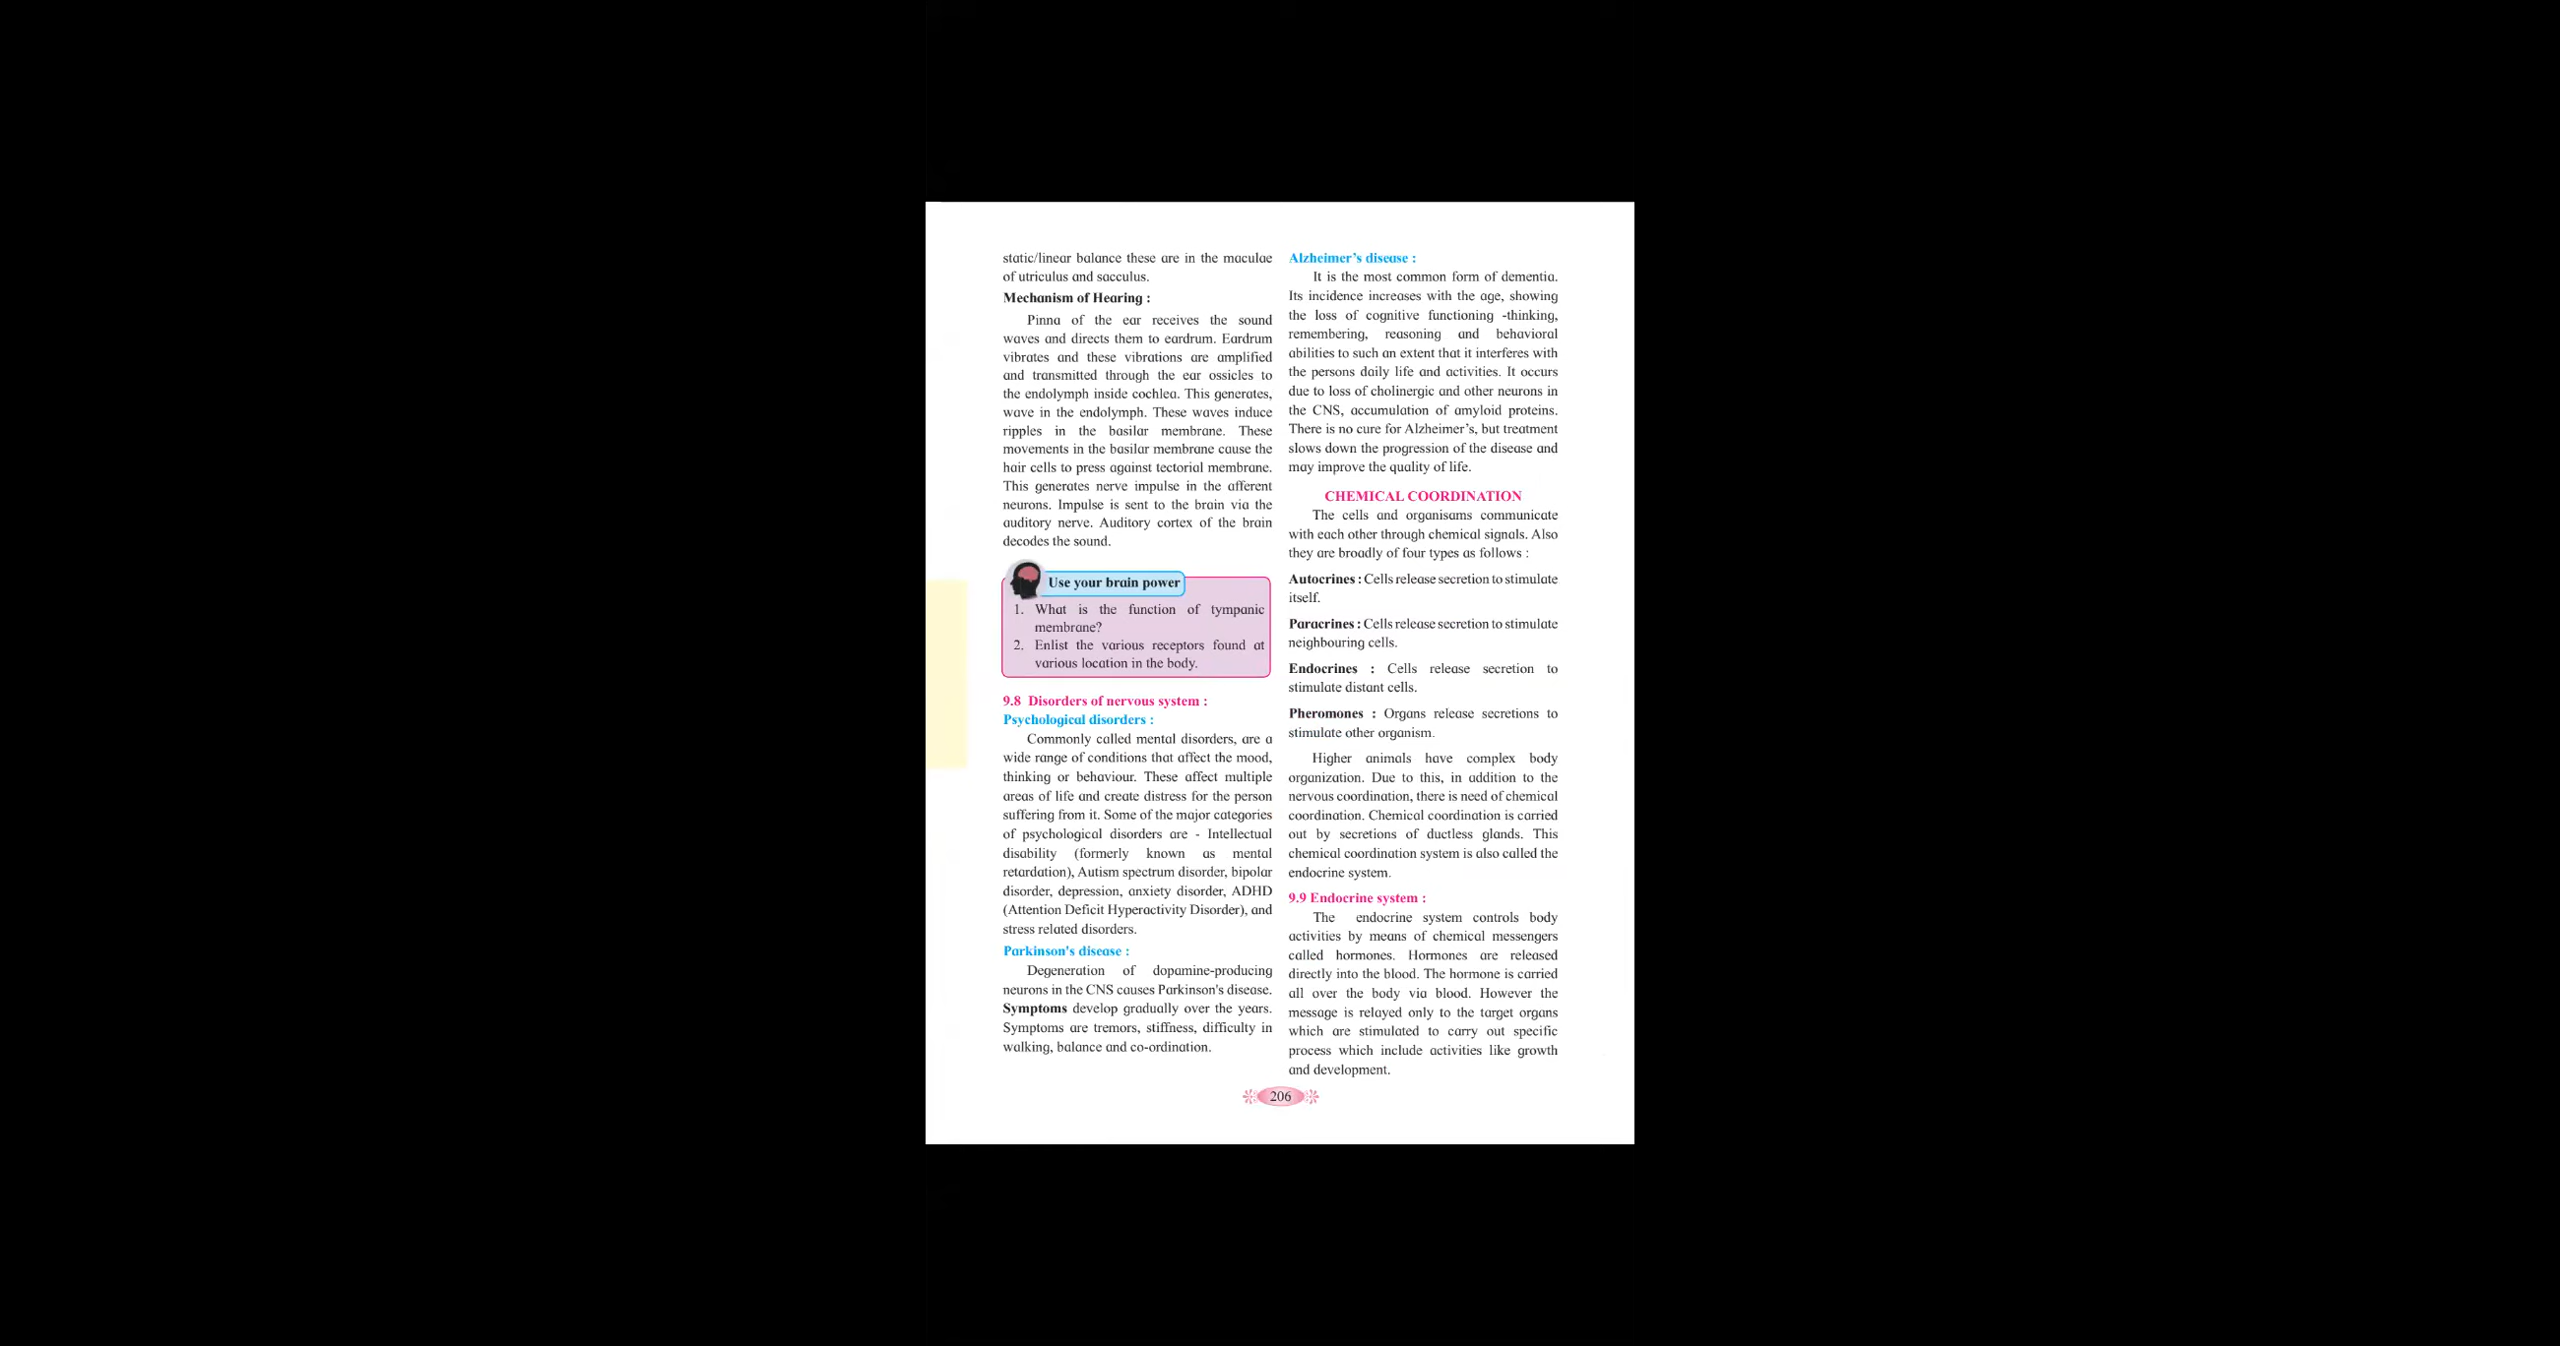 static/linear balance these are in the maculae
of utriculus and sacculus.
Mechanism of Hearing :
Pinna of the ear receives the sound
waves and directs them to eardrum. Eardrum
vibrates and these vibrations are amplified
and transmitted through the ear ossicles to
the endolymph inside cochlea. This generates,
wave in the endolymph. These waves induce
ripples in the basilar membrane. These
movements in the basilar membrane cause the
hair cells to press against tectorial membrane.
This generates nerve impulse in the afferent
neurons. Impulse is sent to the brain via the
auditory nerve. Auditory cortex of the brain
decodes the sound.
Use your brain power
1. What is the function of tympanic
membrane?
2. Enlist the various receptors found at
various location in the body.
9.8 Disorders of nervous system :
Psychological disorders :
Commonly called mental disorders, are a
wide range of conditions that affect the mood,
thinking or behaviour. These affect multiple
areas of life and create distress for the person
suffering from it. Some of the major categories
of psychological disorders are - Intellectual
disability (formerly known as mental
retardation), Autism spectrum disorder, bipolar
disorder, depression, anxiety disorder, ADHD
(Attention Deficit Hyperactivity Disorder), and
stress related disorders.
Parkinson's disease :
Degeneration of dopamine-producing
neurons in the CNS causes Parkinson's disease.
Symptoms develop gradually over the years.
Symptoms are tremors, stiffness, difficulty in
walking, balance and co-ordination.
Alzheimer’s disease :
It is the most common form of dementia.
Its incidence increases with the age, showing
the loss of cognitive functioning -thinking,
remembering, reasoning and behavioral
abilities to such an extent that it interferes with
the persons daily life and activities. It occurs
due to loss of cholinergic and other neurons in
the CNS, accumulation of amyloid proteins.
There is no cure for Alzheimer’s, but treatment
slows down the progression of the disease and
may improve the quality of life.
CHEMICAL COORDINATION
The cells and organisams communicate
with each other through chemical signals. Also
they are broadly of four types as follows :
Autocrines : Cells release secretion to stimulate
itself.
Paracrines : Cells release secretion to stimulate
neighbouring cells.
Endocrines : Cells release secretion to
stimulate distant cells.
Pheromones : Organs release secretions to
stimulate other organism.
Higher animals have complex body
organization. Due to this, in addition to the
nervous coordination, there is need of chemical
coordination. Chemical coordination is carried
out by secretions of ductless glands. This
chemical coordination system is also called the
endocrine system.
9.9 Endocrine system :
The endocrine system controls body
activities by means of chemical messengers
called hormones. Hormones are released
directly into the blood. The hormone is carried
all over the body via blood. However the
message is relayed only to the target organs
which are stimulated to carry out specific
process which include activities like growth
and development.
206